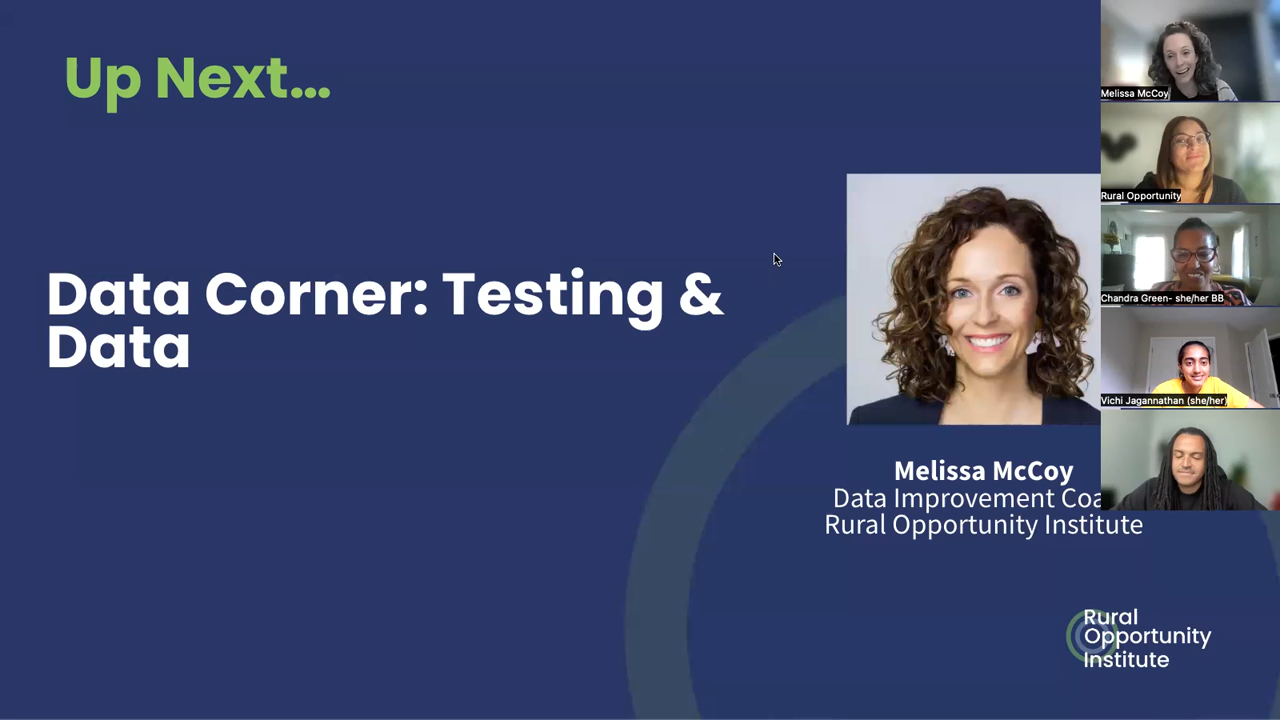 Up Next...
Data Corner: Testing &
Data
Melissa McCoy
Data Improvement
Rural Opportunity Institute
Rural
Opportunity
Institute
Melissa McCoy
Rural Opportunity
Chandra Green- she/her BB
Vichi Jagannathan (she/her)